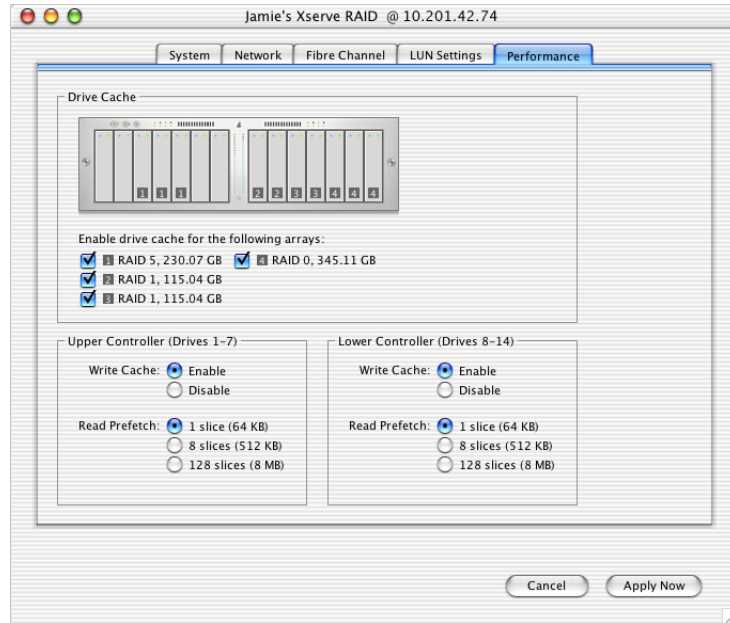 Jamie's Xserve RAID @ 10.201.42.74
System Network Fibre Channel LUN Settings Performance
Drive Cache
1 1 1 2 2 3 3 4 4 4
Enable drive cache for the following arrays:
1 RAID 5, 230.07 GB 4 RAID 0, 345.11 GB
2 RAID 1, 115.04 GB
3 RAID 1, 115.04 GB
Upper Controller (Drives 1–7)
Write Cache: Enable
Disable
Read Prefetch: 1 slice (64 KB)
8 slices (512 KB)
128 slices (8 MB)
Lower Controller (Drives 8–14)
Write Cache: Enable
Disable
Read Prefetch: 1 slice (64 KB)
8 slices (512 KB)
128 slices (8 MB)
Cancel Apply Now